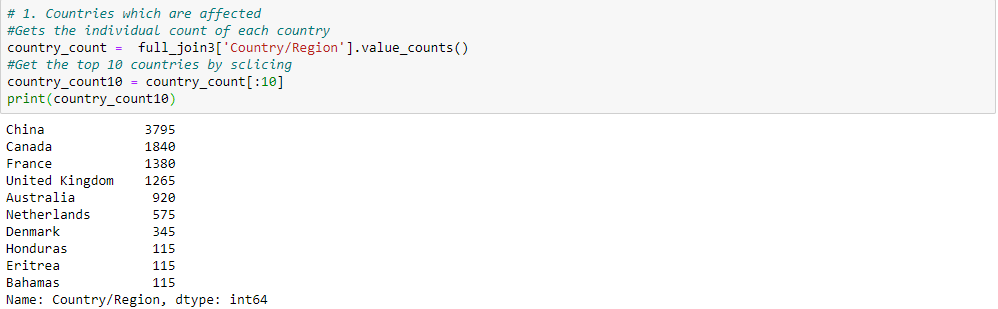 # 1. Countries which are affected
#Gets the individual count of each country
country_count =  full_join3['Country/Region'].value_counts()
#Get the top 10 countries by sclicing
country_count10 = country_count[:10]
print(country_count10)
China             3795
Canada            1840
France            1380
United Kingdom    1265
Australia          920
Netherlands        575
Denmark            345
Honduras           115
Eritrea            115
Bahamas            115
Name: Country/Region, dtype: int64